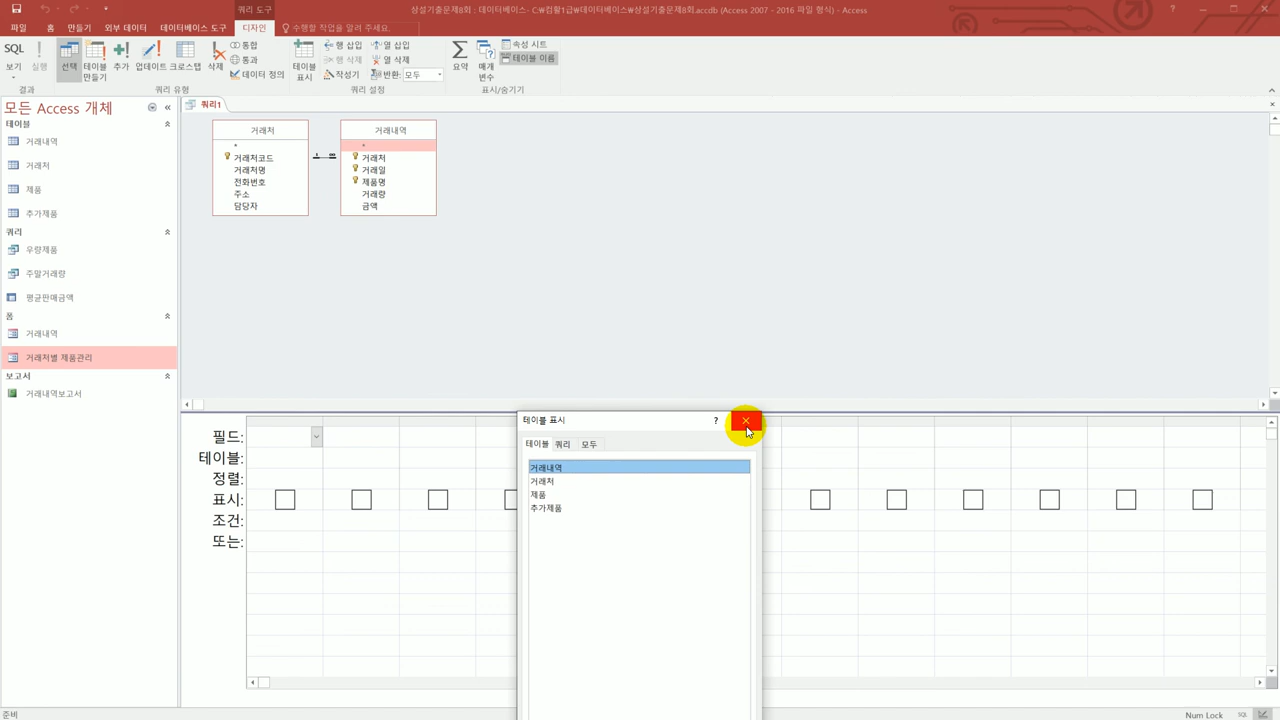 쿼리 도구
상설기출문제8회 : 데이터베이스- C:₩컴활1급₩데이터베이스₩상설기출문제8회.accdb (Access 2007 - 2016 파일 형식) - Access
파일 홈 만들기 외부 데이터 데이터베이스 도구 디자인 수행할 작업을 알려 주세요.
SQL
보기
실행
선택
테이블
만들기
추가
업데이트
크로스탭
삭제
통합
통과
데이터 정의
테이블
표시
행 삽입
행 삭제
작성기
열 삽입
열 삭제
반환: 모두
요약
매개
변수
속성 시트
테이블 이름
결과
쿼리 유형
쿼리 설정
표시/숨기기
모든 Access 개체
테이블
거래내역
거래처
제품
추가제품
쿼리
우량제품
주말거래량
평균판매금액
폼
거래내역
거래처별 제품관리
보고서
거래내역보고서
쿼리1
거래처
*
거래처코드
거래처명
전화번호
주소
담당자
1 ∞
거래내역
*
거래처
거래일
제품명
거래량
금액
필드:
테이블:
정렬:
표시:
조건:
또는:
테이블 표시 ?
테이블 쿼리 모두
거래내역
거래처
제품
추가제품
준비
Num Lock SQL